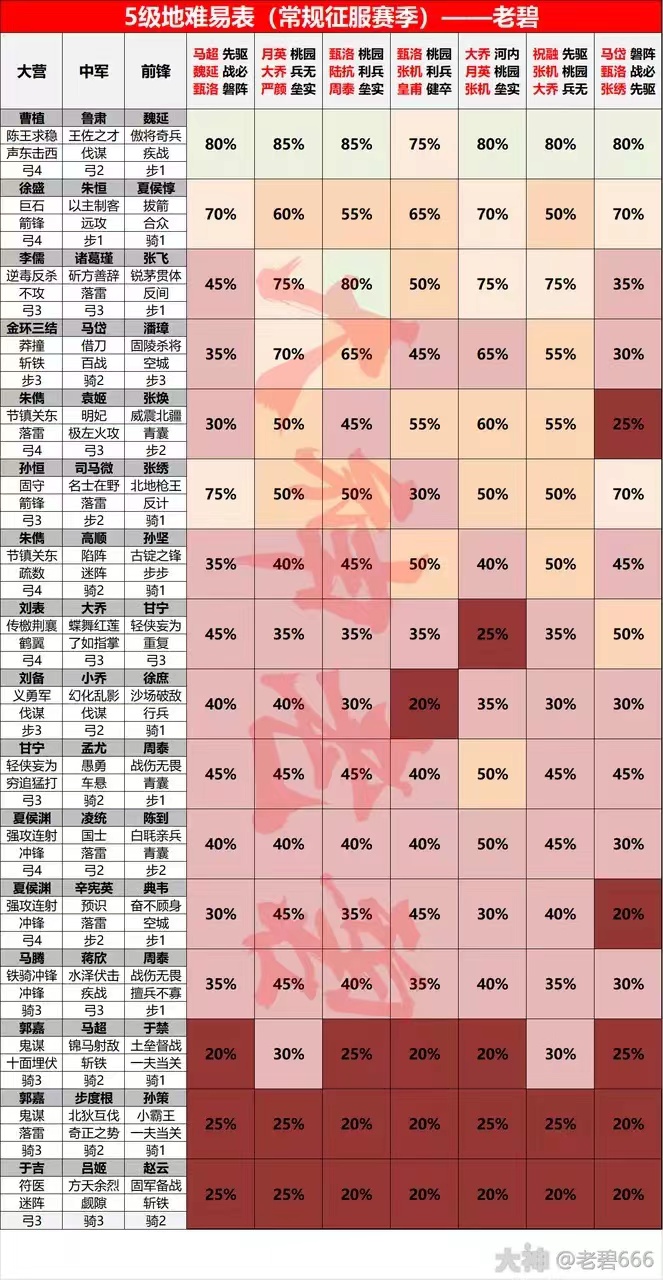 5级地难易表（常规征服赛季）——老碧
大营 中军 前锋 马超 先驱 月英 桃园 甄洛 桃园 甄洛 桃园 大乔 河内 祝融 先驱 马岱 磐阵
魏延 战必 大乔 兵无 陆抗 利兵 张机 利兵 月英 桃园 张机 桃园 甄洛 战必
甄洛 磐阵 严颜 垒实 周泰 垒实 皇甫 健卒 张机 垒实 大乔 兵无 张绣 先驱
曹植 鲁肃 魏延
陈王求稳 王佐之才 傲将奇兵
声东击西 伐谋 疾战
弓4 弓2 步1
80% 85% 85% 75% 80% 80% 80%
徐盛 朱恒 夏侯惇
巨石 以主制客 拔箭
箭锋 远攻 合众
弓4 步1 骑1
70% 60% 55% 65% 70% 50% 70%
李儒 诸葛瑾 张飞
逆毒反杀 斫方善辞 锐茅贯体
不攻 落雷 反间
弓3 弓3 步1
45% 75% 80% 50% 75% 75% 35%
金环三结 马岱 潘璋
莽撞 借刀 固陵杀将
斩铁 百战 空城
步3 骑2 步3
35% 70% 65% 45% 65% 55% 30%
朱儁 袁姬 张焕
节镇关东 明妃 威震北疆
落雷 极左火攻 青囊
弓4 弓3 步2
30% 50% 45% 55% 60% 55% 25%
孙恒 司马微 张绣
固守 名士在野 北地枪王
箭锋 落雷 反计
弓3 步2 骑1
75% 50% 50% 30% 50% 50% 70%
朱儁 高顺 孙坚
节镇关东 陷阵 古锭之锋
疏数 迷阵 步步
弓4 骑2 骑1
35% 40% 45% 50% 40% 50% 45%
刘表 大乔 甘宁
传檄荆襄 蝶舞红莲 轻侠妄为
鹤翼 了如指掌 重复
弓4 弓3 弓3
45% 35% 35% 35% 25% 35% 50%
刘备 小乔 徐庶
义勇军 幻化乱影 沙场破敌
伐谋 伐谋 行兵
步3 弓2 骑1
40% 40% 30% 20% 35% 30% 30%
甘宁 孟尤 周泰
轻侠妄为 愚勇 战伤无畏
穷追猛打 车悬 青囊
弓3 骑2 步1
45% 45% 45% 40% 50% 45% 45%
夏侯渊 凌统 陈到
强攻连射 国士 白毦亲兵
冲锋 落雷 青囊
弓4 弓2 步2
40% 40% 40% 40% 50% 45% 30%
夏侯渊 辛宪英 典韦
强攻连射 预识 奋不顾身
冲锋 落雷 空城
弓4 步2 步1
30% 45% 35% 45% 30% 40% 20%
马腾 蒋欣 周泰
铁骑冲锋 水泽伏击 战伤无畏
冲锋 疾战 擅兵不寡
骑3 弓3 步1
35% 45% 40% 35% 40% 35% 30%
郭嘉 马超 于禁
鬼谋 锦马射敌 土垒督战
十面埋伏 斩铁 一夫当关
骑3 骑2 骑1
20% 30% 25% 20% 20% 30% 25%
郭嘉 步度根 孙策
鬼谋 北狄互伐 小霸王
落雷 奇正之势 一夫当关
骑3 骑2 骑1
25% 25% 20% 20% 25% 25% 20%
于吉 吕姬 赵云
符医 方天余烈 固军备战
迷阵 觑隙 斩铁
弓3 骑3 骑2
25% 25% 20% 20% 20% 20% 20%
大神 @老碧666